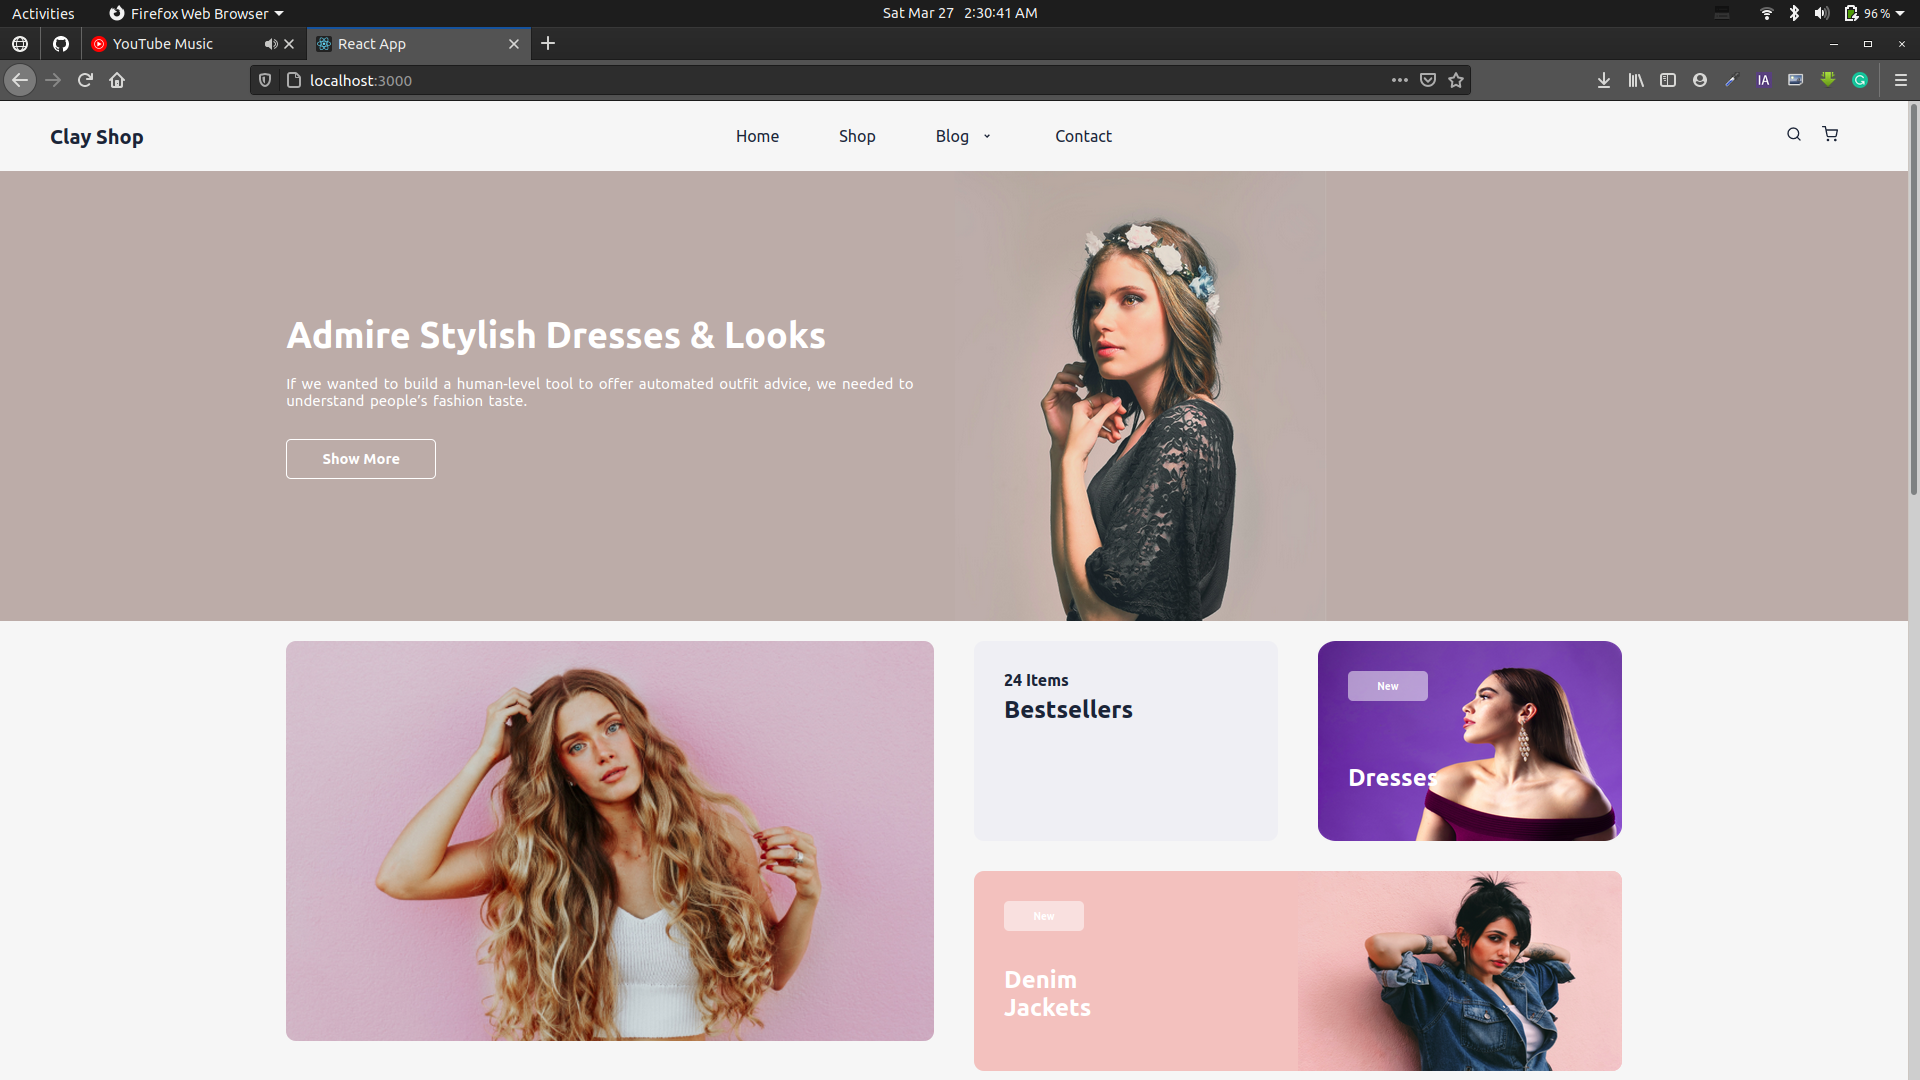 Activities
Firefox Web Browser
Sat Mar 27 2:30:41 AM
96 %
YouTube Music
React App
localhost:3000
IA
Clay Shop
Home
Shop
Blog
Contact
Admire Stylish Dresses & Looks
If we wanted to build a human-level tool to offer automated outfit advice, we needed to
understand people's fashion taste.
Show More
24 Items
Bestsellers
New
Dresses
New
Denim
Jackets